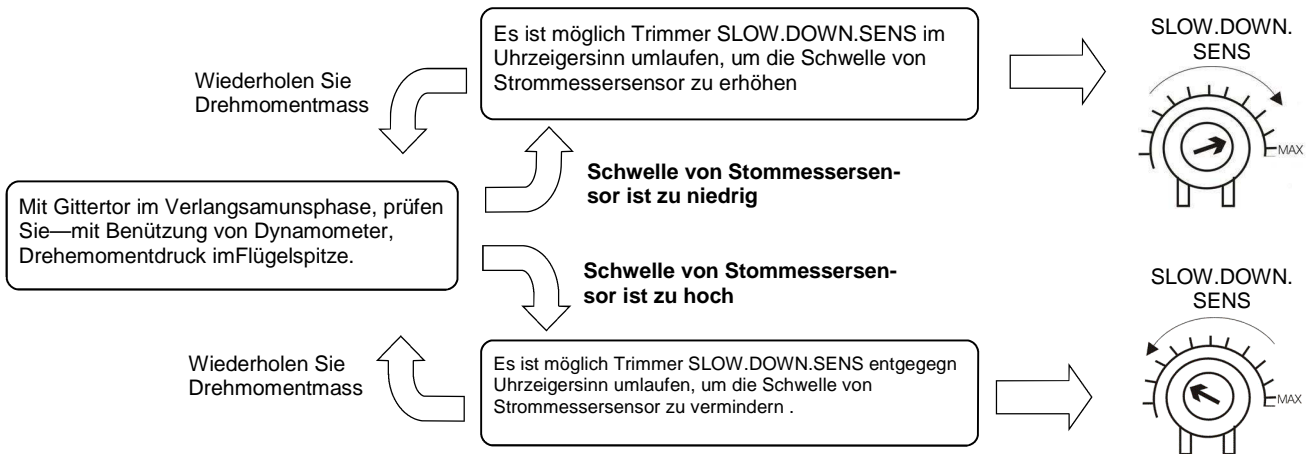 Es ist möglich Trimmer SLOW.DOWN.SENS im
Uhrzeigersinn umlaufen, um die Schwelle von
Strommessersensor zu erhöhen
SLOW.DOWN.
SENS
MAX
Wiederholen Sie
Drehmomentmass
Schwelle von Stommessersen-
sor ist zu niedrig
Mit Gittertor im Verlangsamunsphase, prüfen
Sie—mit Benützung von Dynamometer,
Drehemomentdruck imFlügelspitze.
Schwelle von Stommessersen-
sor ist zu hoch
Wiederholen Sie
Drehmomentmass
Es ist möglich Trimmer SLOW.DOWN.SENS entgegegn
Uhrzeigersinn umlaufen, um die Schwelle von
Strommessersensor zu vermindern .
SLOW.DOWN.
SENS
MAX